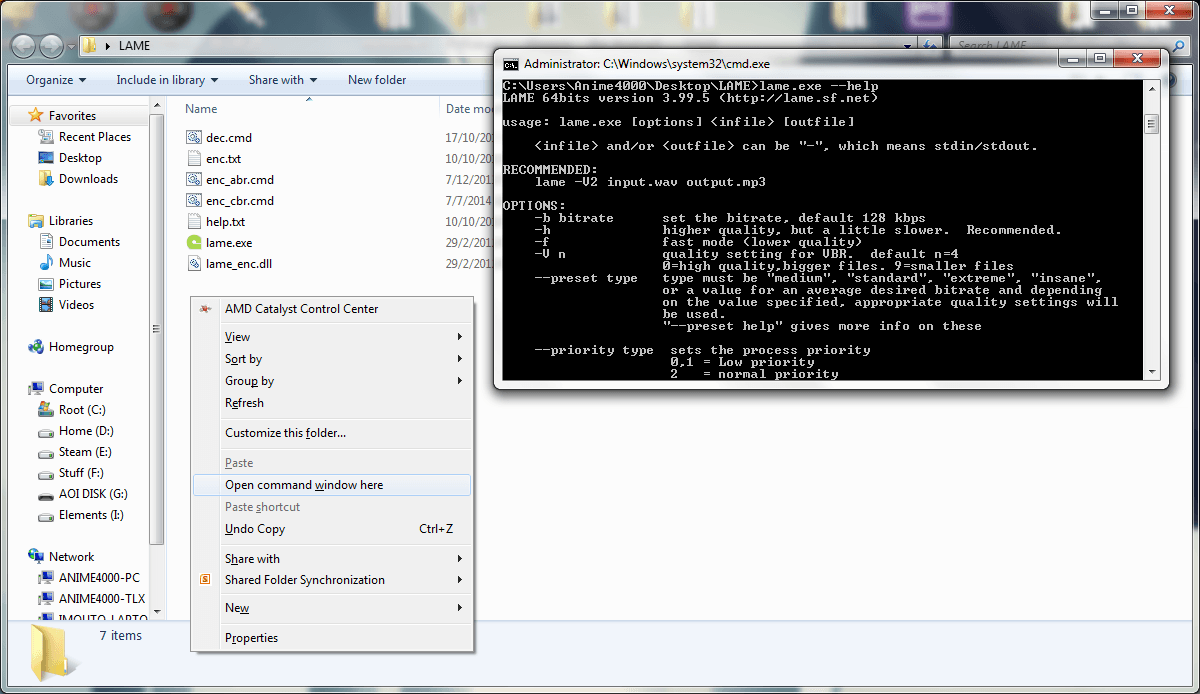 LAME
Search LAME
Organize
Include in library
Share with
New folder
Favorites
Recent Places
Desktop
Downloads
Libraries
Documents
Music
Pictures
Videos
Homegroup
Computer
Root (C:)
Home (D:)
Steam (E:)
Stuff (F:)
AOI DISK (G:)
Elements (I:)
Network
ANIME4000-PC
ANIME4000-TLX
IMOUTO-LAPTO
Name
Date mo
dec.cmd 17/10/20
enc.txt 10/10/20
enc_abr.cmd 7/12/201
enc_cbr.cmd 7/7/2014
help.txt 10/10/20
lame.exe 29/2/201
lame_enc.dll 29/2/201
AMD Catalyst Control Center
View
Sort by
Group by
Refresh
Customize this folder...
Paste
Open command window here
Paste shortcut
Undo Copy Ctrl+Z
Share with
Shared Folder Synchronization
New
Properties
7 items
Administrator: C:\Windows\system32\cmd.exe
C:\Users\Anime4000\Desktop\LAME>lame.exe --help
LAME 64bits version 3.99.5 (http://lame.sf.net)
usage: lame.exe [options] <infile> [outfile]
<infile> and/or <outfile> can be "-", which means stdin/stdout.
RECOMMENDED:
lame -V2 input.wav output.mp3
OPTIONS:
-b bitrate set the bitrate, default 128 kbps
-h higher quality, but a little slower. Recommended.
-f fast mode (lower quality)
-V n quality setting for VBR. default n=4
0=high quality,bigger files. 9=smaller files
--preset type type must be "medium", "standard", "extreme", "insane",
or a value for an average desired bitrate and depending
on the value specified, appropriate quality settings will
be used.
"--preset help" gives more info on these
--priority type sets the process priority
0,1 = Low priority
2 = normal priority